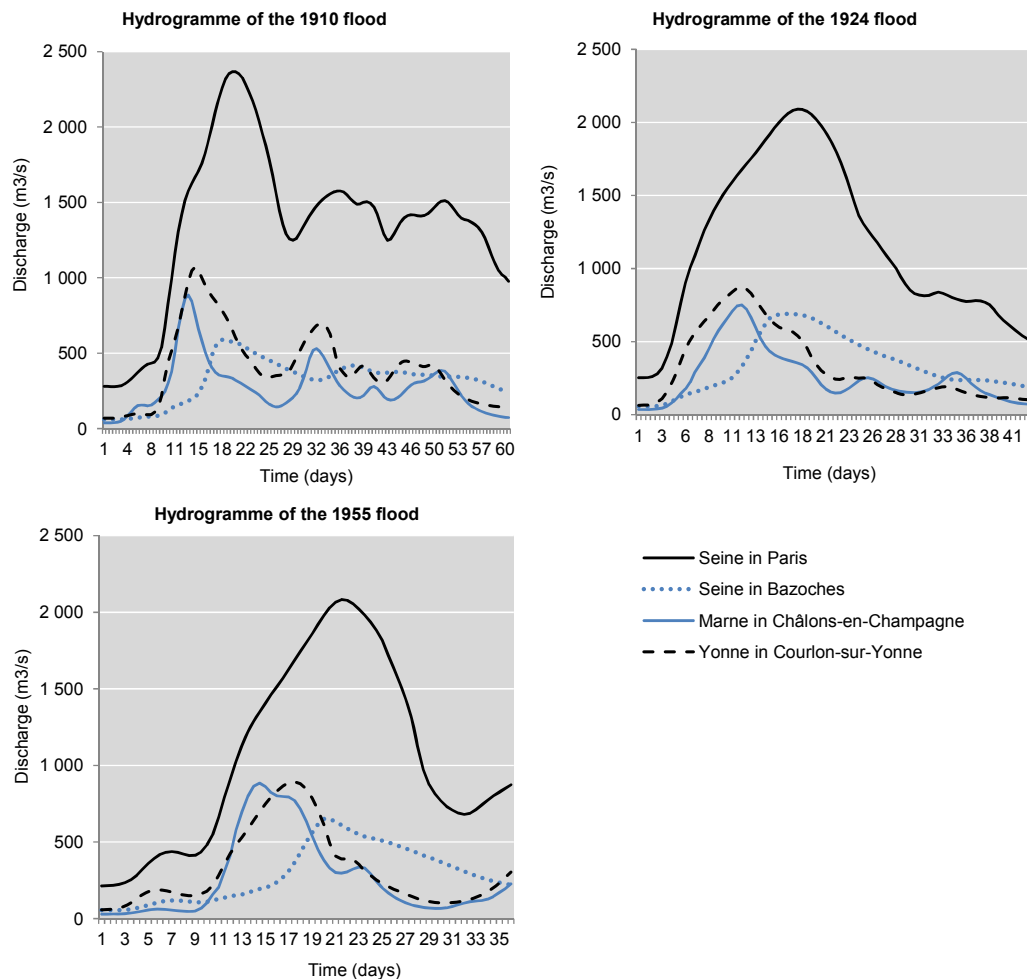 Hydrogramme of the 1910 flood
2 500
2 000
1 500
1 000
500
0
Discharge (m3/s)
1 4 8 11 15 18 22 25 29 32 36 39 43 46 50 53 57 60
Time (days)
Hydrogramme of the 1924 flood
2 500
2 000
1 500
1 000
500
0
Discharge (m3/s)
1 3 6 8 11 13 16 18 21 23 26 28 31 33 36 38 41
Time (days)
Hydrogramme of the 1955 flood
2 500
2 000
1 500
1 000
500
0
Discharge (m3/s)
1 3 5 7 9 11 13 15 17 19 21 23 25 27 29 31 33 35
Time (days)
Seine in Paris
Seine in Bazoches
Marne in Châlons-en-Champagne
Yonne in Courlon-sur-Yonne